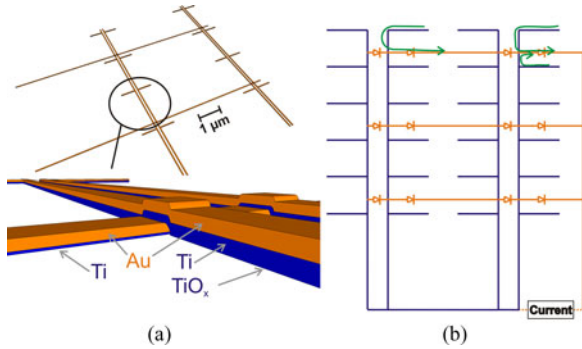 1 μm
Ti
Au
Ti
TiOₓ
Current
(a)
(b)